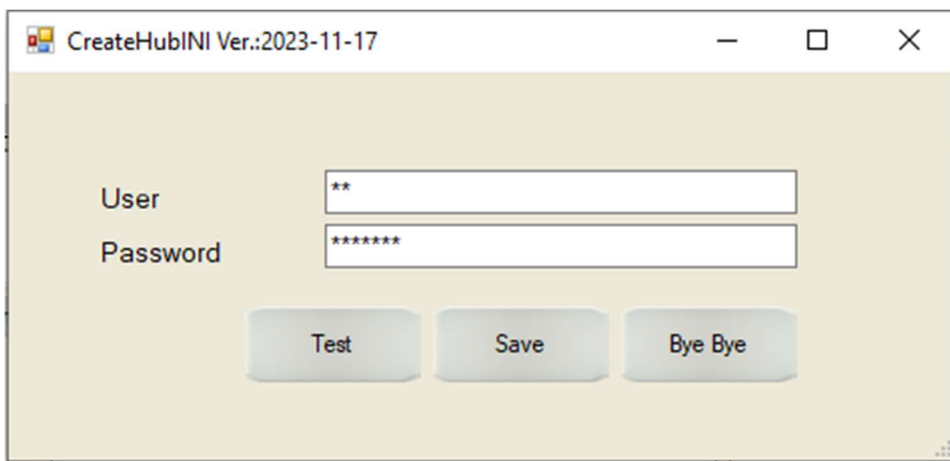 CreateHubINI Ver.:2023-11-17
User **
Password *******
Test Save Bye Bye